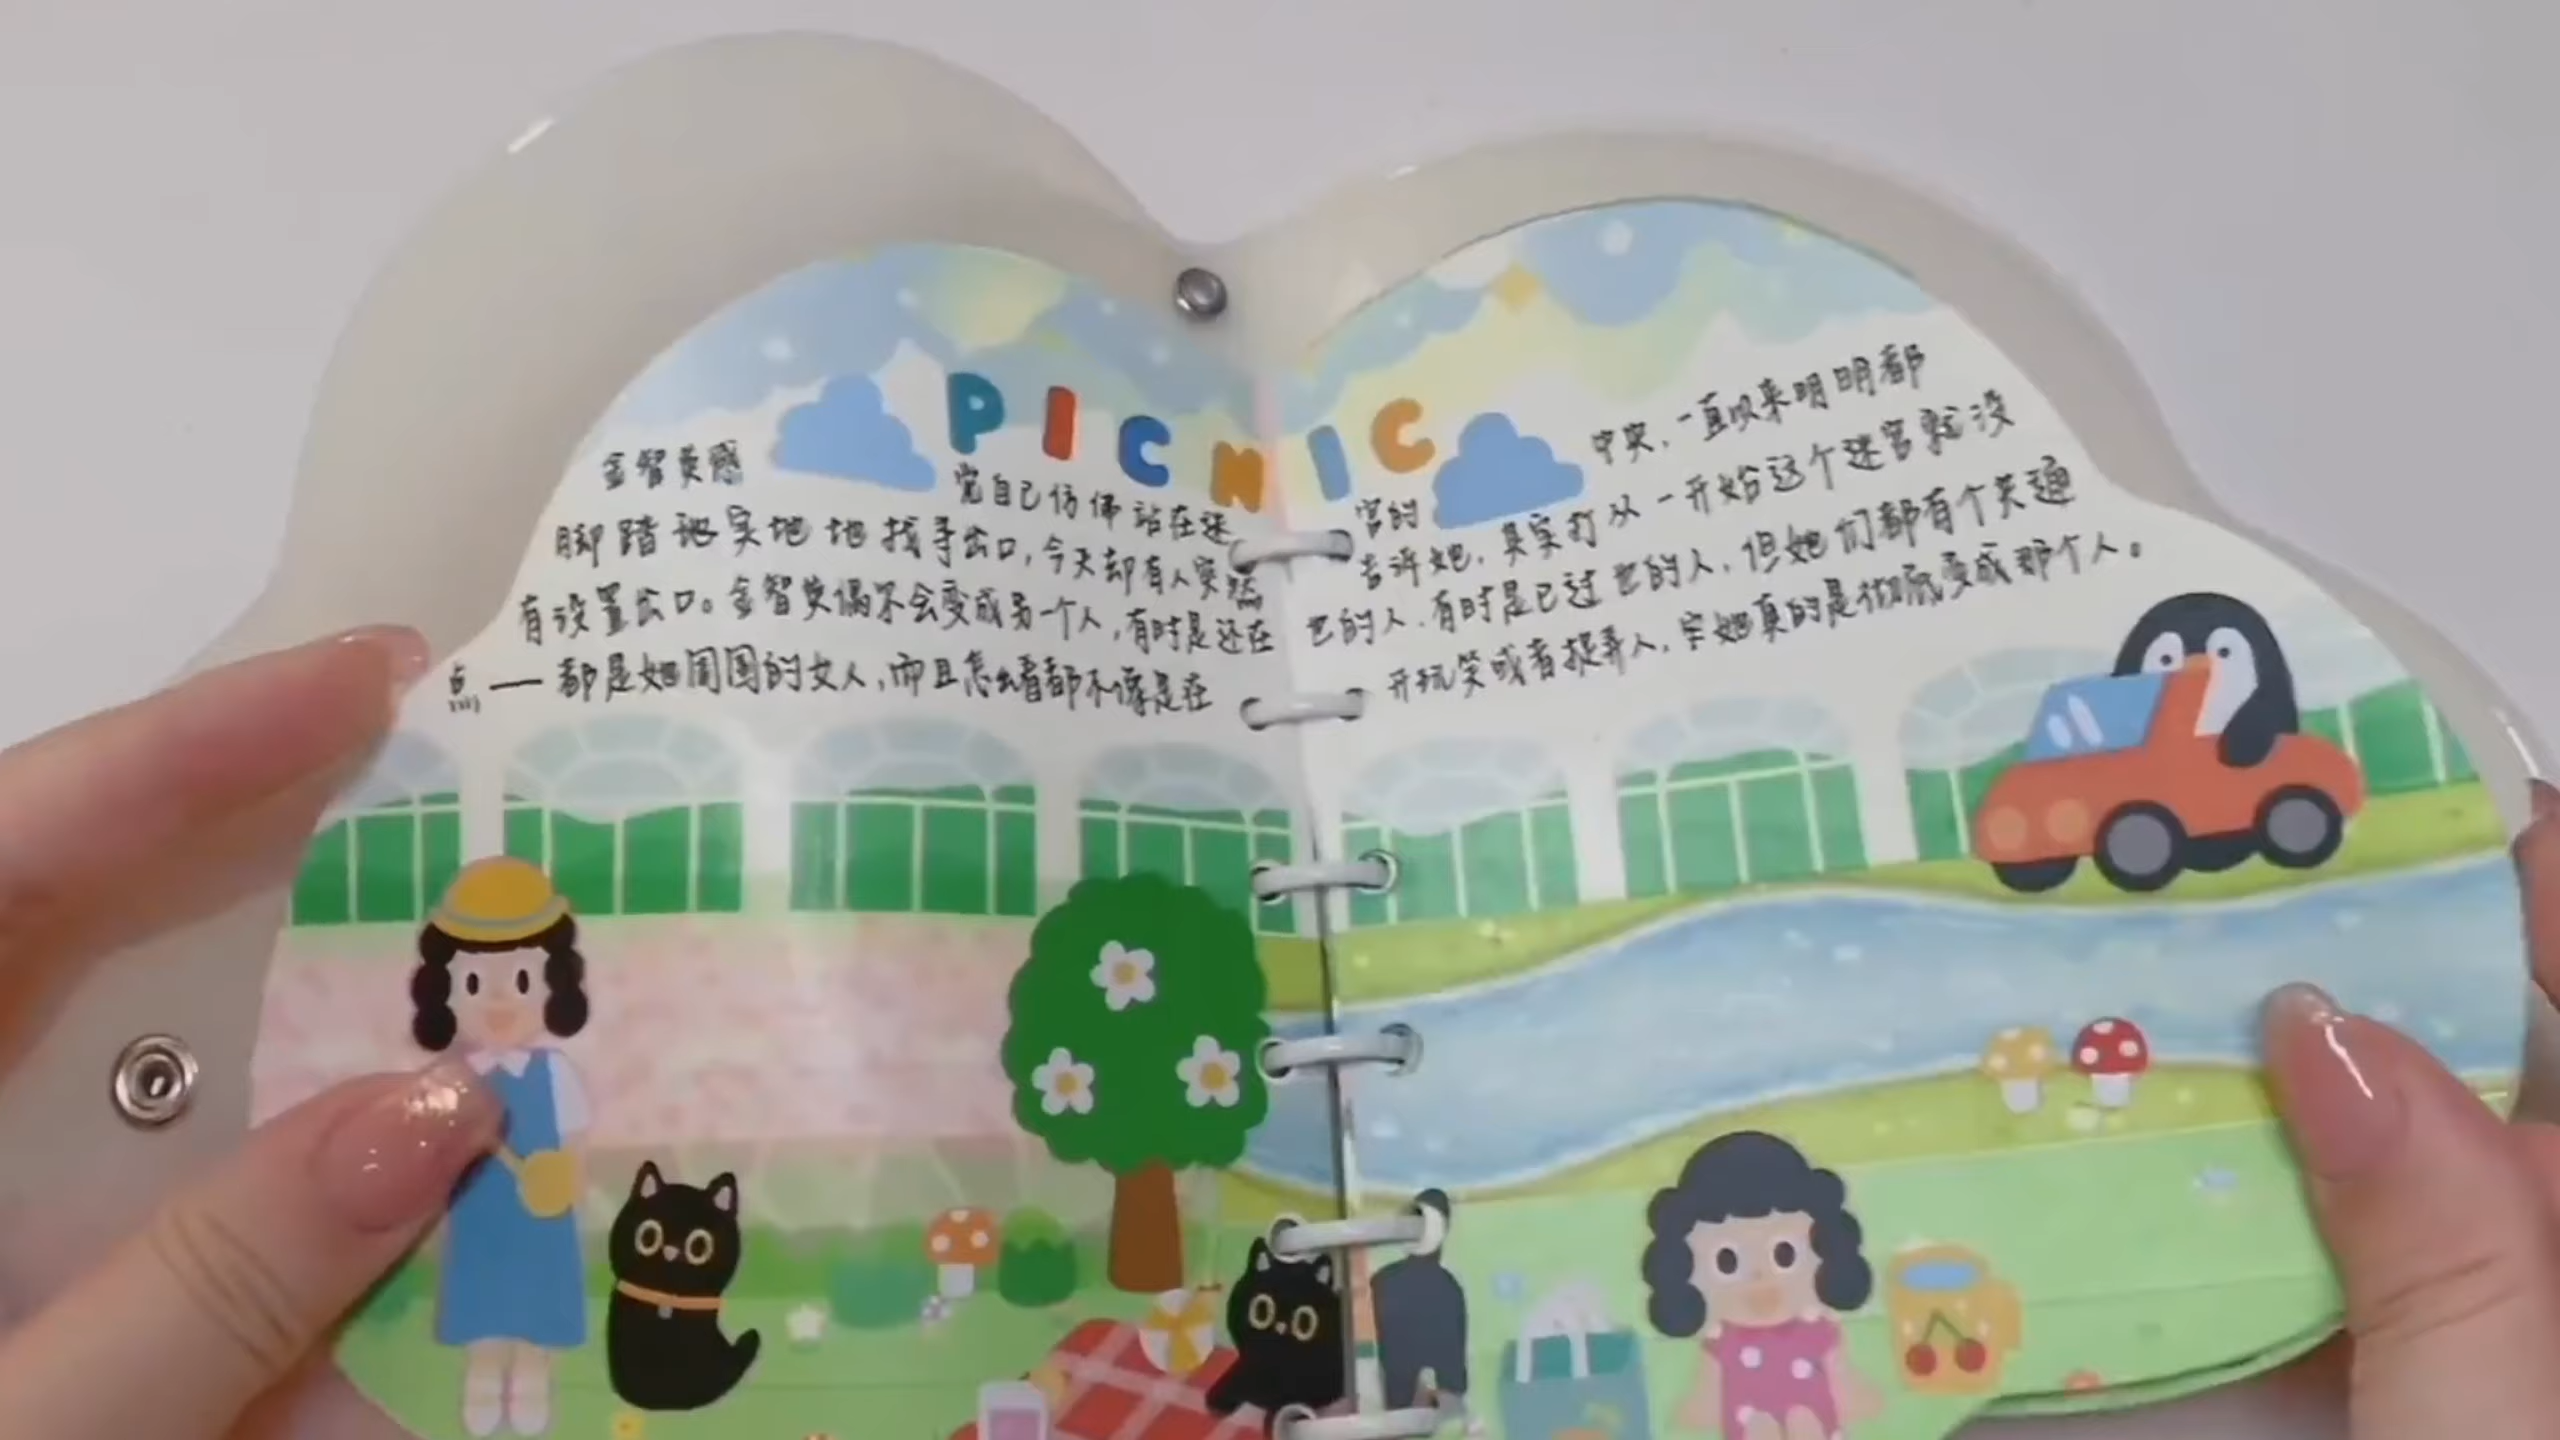 PICNIC
金智英感觉自己仿佛站在迷宫的中央,一直以来明明都
脚踏地实地地找寻出口,今天却有人突然告诉她,其实打从一开始这个迷宫就没
有设置出口。金智英偶尔会变成另一个人,有时是还在世的人,有时是已过世的人,但她们都有个共通
点——都是她周围的女人,而且怎么看都不像是在开玩笑或者捉弄人,她真的是彻底变成那个人。